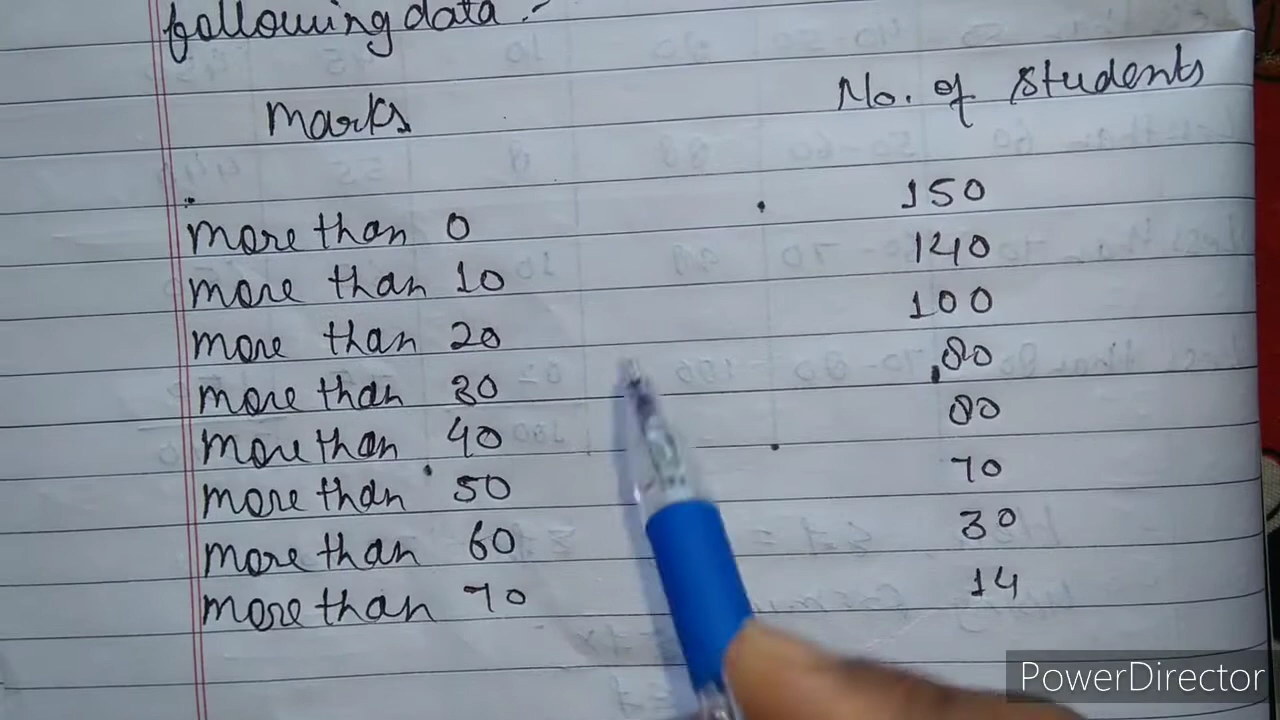 following data :-
Marks No. of Students
more than 0 150
more than 10 140
more than 20 100
more than 30 80
more than 40 80
more than 50 70
more than 60 30
more than 70 14
PowerDirector